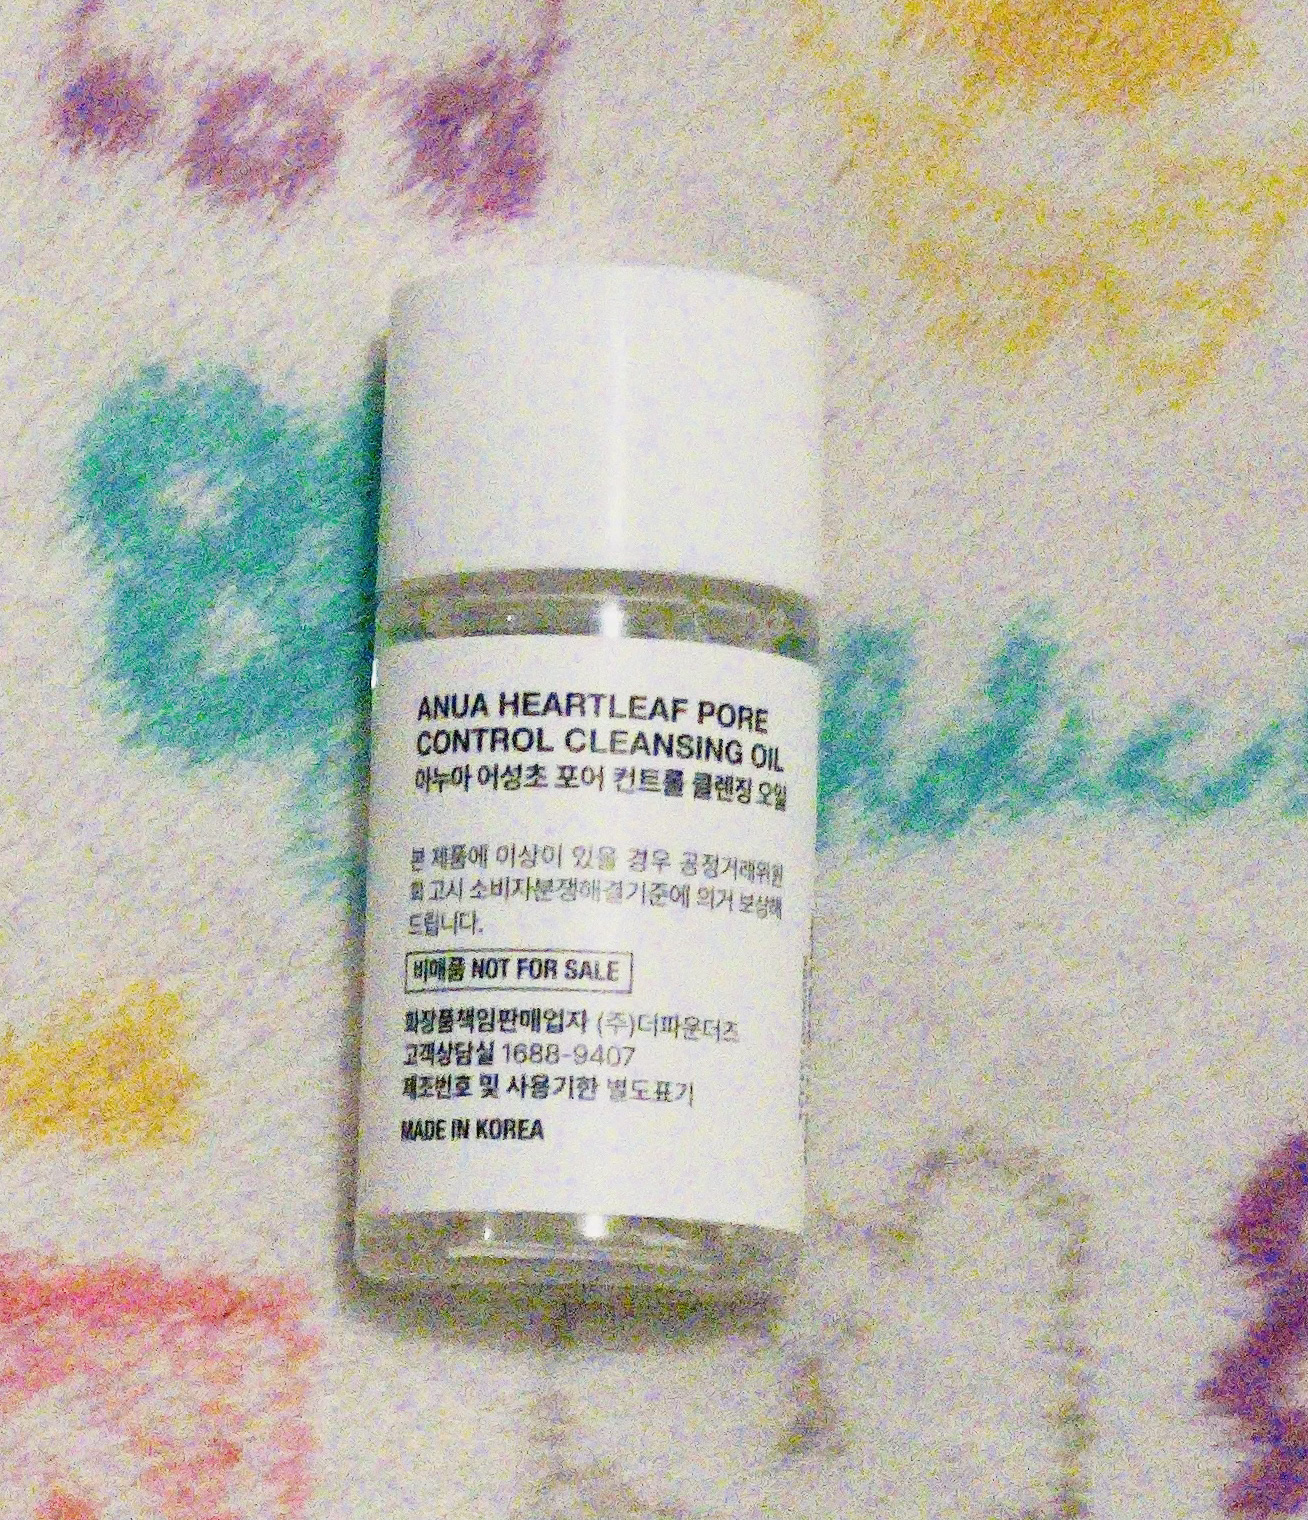 ANUA HEARTLEAF PORE
CONTROL CLEANSING OIL
아누아 어성초 포어 컨트롤 클렌징 오일
본 제품에 이상이 있을 경우 공정거래위원
회 고시 소비자분쟁해결기준에 의거 보상해
드립니다.
비매품 NOT FOR SALE
화장품책임판매업자 (주)더파운더즈
고객상담실 1688-9407
제조번호 및 사용기한 별도표기
MADE IN KOREA